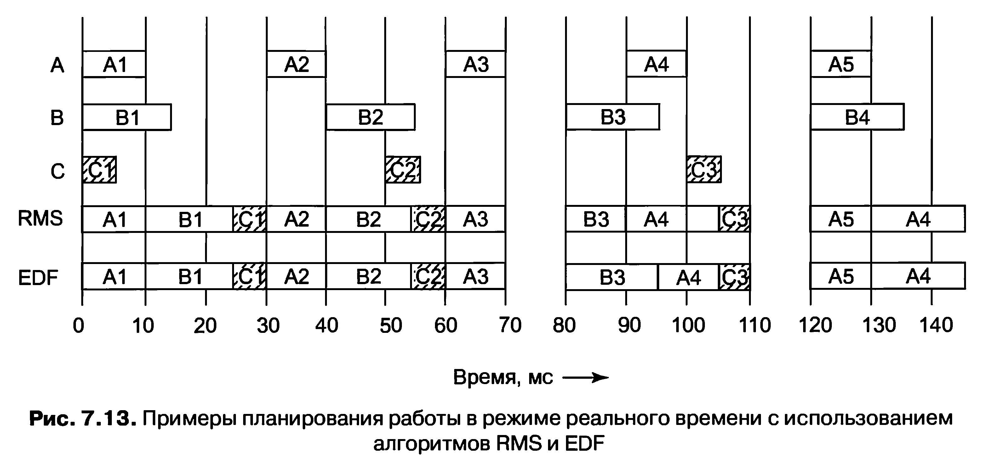 A A1 A2 A3 A4 A5
B B1 B2 B3 B4
C C1 C2 C3
RMS A1 B1 C1 A2 B2 C2 A3 B3 A4 C3 A5 A4
EDF A1 B1 C1 A2 B2 C2 A3 B3 A4 C3 A5 A4
0 10 20 30 40 50 60 70 80 90 100 110 120 130 140
Время, мс
Рис. 7.13. Примеры планирования работы в режиме реального времени с использованием
алгоритмов RMS и EDF